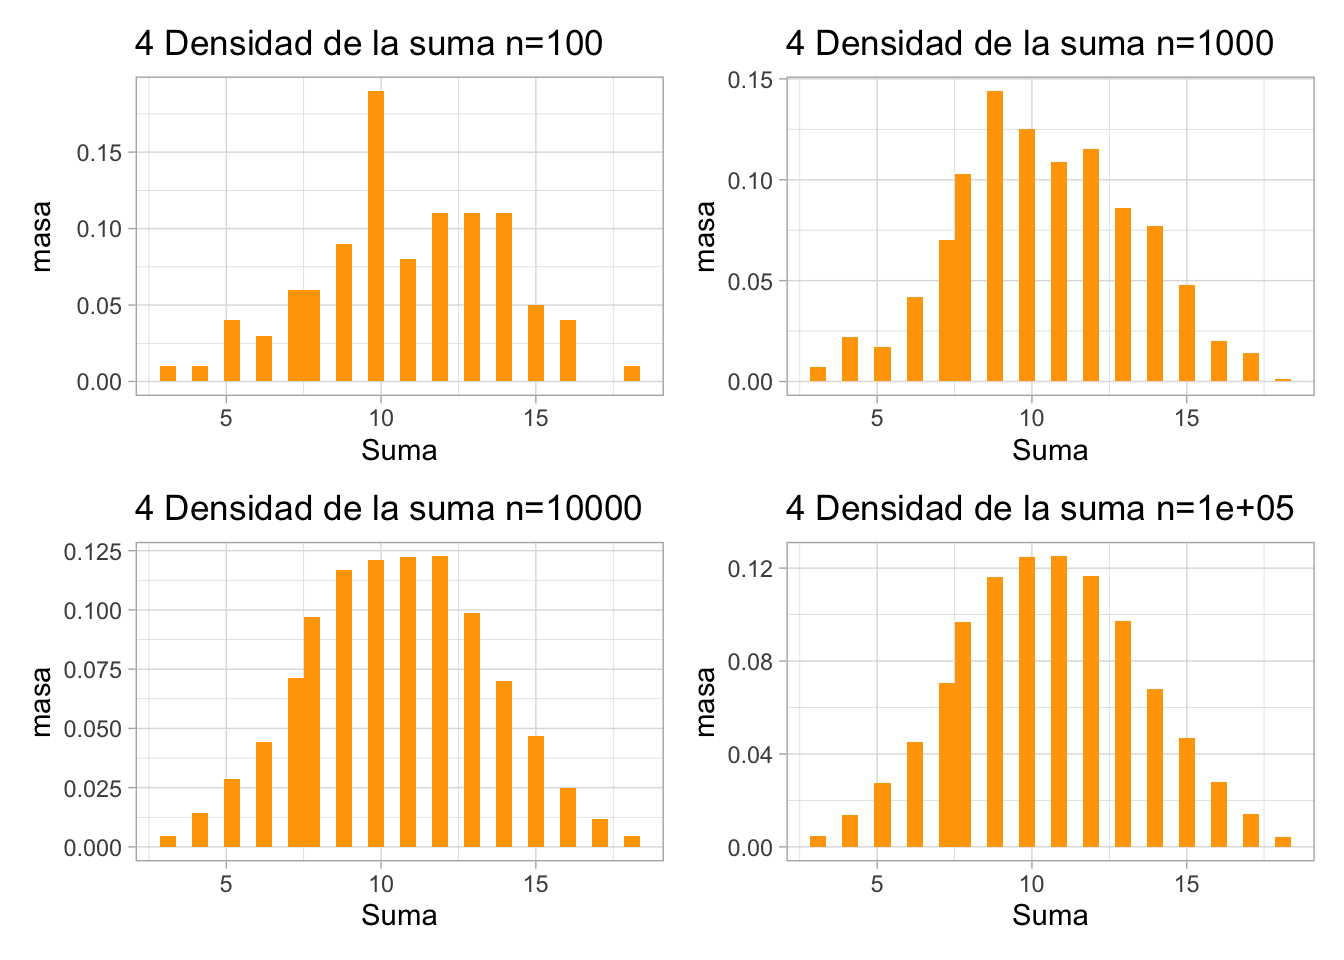 4 Densidad de la suma n=100
0.15
0.10
0.05
0.00
masa
5 10 15
Suma
4 Densidad de la suma n=1000
0.15
0.10
0.05
0.00
masa
5 10 15
Suma
4 Densidad de la suma n=10000
0.125
0.100
0.075
0.050
0.025
0.000
masa
5 10 15
Suma
4 Densidad de la suma n=1e+05
0.12
0.08
0.04
0.00
masa
5 10 15
Suma